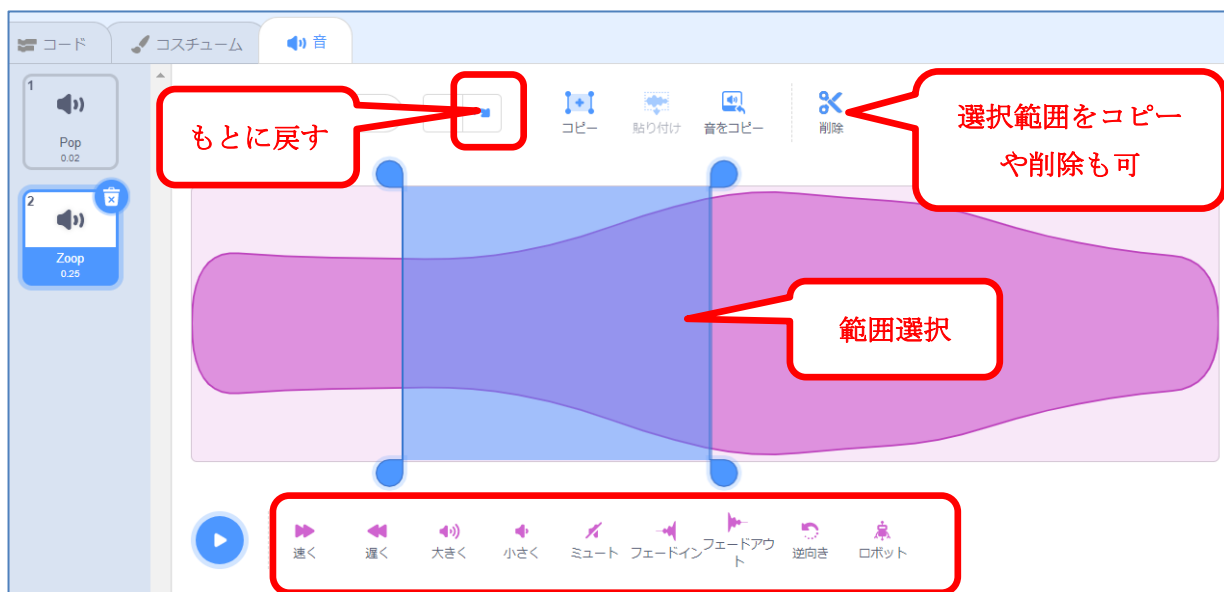 コード
コスチューム
音
1
Pop
0.02
2
Zoop
0.25
もとに戻す
コピー
貼り付け
音をコピー
削除
選択範囲をコピー
や削除も可
範囲選択
速く
遅く
大きく
小さく
ミュート
フェードイン
フェードアウ
ト
逆向き
ロボット